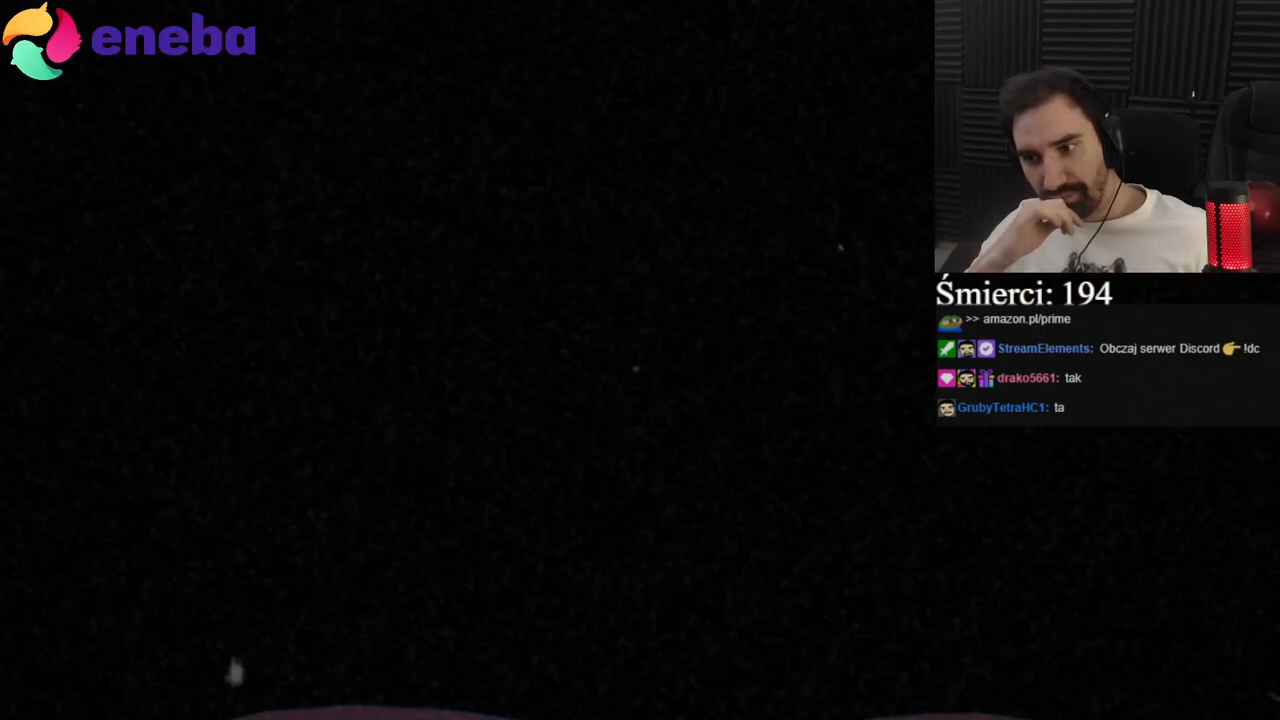 eneba
Śmierci: 194
>> amazon.pl/prime
StreamElements: Obczaj serwer Discord 👉 !dc
drako5661: tak
GrubyTetraHC1: ta